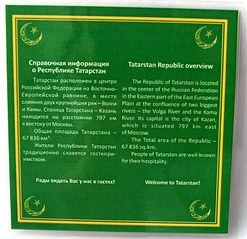 Справочная информация
о Республике Татарстан
Татарстан расположен в центре
Российской Федерации на Восточно-
Европейской равнине, в месте
слияния двух крупнейших рек – Волги
и Камы. Столица Татарстана – Казань
находится на расстоянии 797 км
к востоку от Москвы.
Общая площадь Татарстана –
67 836 км².
Жители Республики Татарстан
традиционно славятся гостепри-
имством.
Рады видеть Вас у нас в гостях!
Tatarstan Republic overview
The Republic of Tatarstan is located
in the center of the Russian Federation
in the Eastern part of the East European
Plain at the confluence of two biggest
rivers – the Volga River and the Kama
River. Its capital is the city of Kazan,
which is situated 797 km east
of Moscow.
The Total area of the Republic –
67 836 sq km.
People of Tatarstan are well-known
for their hospitality.
Welcome to Tatarstan!